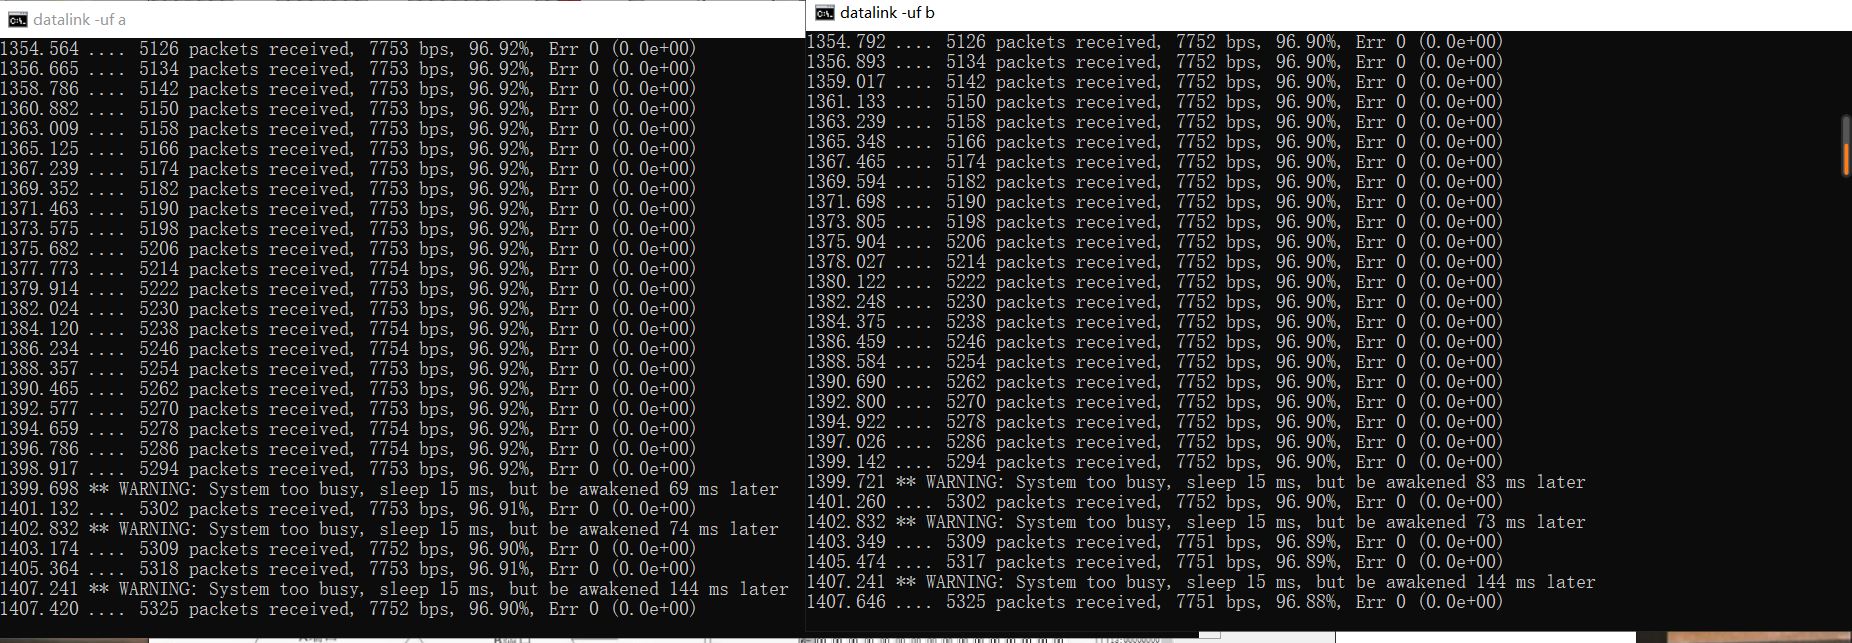 datalink -uf a
1354.564 .... 5126 packets received, 7753 bps, 96.92%, Err 0 (0.0e+00)
1356.665 .... 5134 packets received, 7753 bps, 96.92%, Err 0 (0.0e+00)
1358.786 .... 5142 packets received, 7753 bps, 96.92%, Err 0 (0.0e+00)
1360.882 .... 5150 packets received, 7753 bps, 96.92%, Err 0 (0.0e+00)
1363.009 .... 5158 packets received, 7753 bps, 96.92%, Err 0 (0.0e+00)
1365.125 .... 5166 packets received, 7753 bps, 96.92%, Err 0 (0.0e+00)
1367.239 .... 5174 packets received, 7753 bps, 96.92%, Err 0 (0.0e+00)
1369.352 .... 5182 packets received, 7753 bps, 96.92%, Err 0 (0.0e+00)
1371.463 .... 5190 packets received, 7753 bps, 96.92%, Err 0 (0.0e+00)
1373.575 .... 5198 packets received, 7753 bps, 96.92%, Err 0 (0.0e+00)
1375.682 .... 5206 packets received, 7753 bps, 96.92%, Err 0 (0.0e+00)
1377.773 .... 5214 packets received, 7754 bps, 96.92%, Err 0 (0.0e+00)
1379.914 .... 5222 packets received, 7753 bps, 96.92%, Err 0 (0.0e+00)
1382.024 .... 5230 packets received, 7753 bps, 96.92%, Err 0 (0.0e+00)
1384.120 .... 5238 packets received, 7754 bps, 96.92%, Err 0 (0.0e+00)
1386.234 .... 5246 packets received, 7754 bps, 96.92%, Err 0 (0.0e+00)
1388.357 .... 5254 packets received, 7753 bps, 96.92%, Err 0 (0.0e+00)
1390.465 .... 5262 packets received, 7753 bps, 96.92%, Err 0 (0.0e+00)
1392.577 .... 5270 packets received, 7753 bps, 96.92%, Err 0 (0.0e+00)
1394.659 .... 5278 packets received, 7754 bps, 96.92%, Err 0 (0.0e+00)
1396.786 .... 5286 packets received, 7754 bps, 96.92%, Err 0 (0.0e+00)
1398.917 .... 5294 packets received, 7753 bps, 96.92%, Err 0 (0.0e+00)
1399.698 ** WARNING: System too busy, sleep 15 ms, but be awakened 69 ms later
1401.132 .... 5302 packets received, 7753 bps, 96.91%, Err 0 (0.0e+00)
1402.832 ** WARNING: System too busy, sleep 15 ms, but be awakened 74 ms later
1403.174 .... 5309 packets received, 7752 bps, 96.90%, Err 0 (0.0e+00)
1405.364 .... 5318 packets received, 7753 bps, 96.91%, Err 0 (0.0e+00)
1407.241 ** WARNING: System too busy, sleep 15 ms, but be awakened 144 ms later
1407.420 .... 5325 packets received, 7752 bps, 96.90%, Err 0 (0.0e+00)
datalink -uf b
1354.792 .... 5126 packets received, 7752 bps, 96.90%, Err 0 (0.0e+00)
1356.893 .... 5134 packets received, 7752 bps, 96.90%, Err 0 (0.0e+00)
1359.017 .... 5142 packets received, 7752 bps, 96.90%, Err 0 (0.0e+00)
1361.133 .... 5150 packets received, 7752 bps, 96.90%, Err 0 (0.0e+00)
1363.239 .... 5158 packets received, 7752 bps, 96.90%, Err 0 (0.0e+00)
1365.348 .... 5166 packets received, 7752 bps, 96.90%, Err 0 (0.0e+00)
1367.465 .... 5174 packets received, 7752 bps, 96.90%, Err 0 (0.0e+00)
1369.594 .... 5182 packets received, 7752 bps, 96.90%, Err 0 (0.0e+00)
1371.698 .... 5190 packets received, 7752 bps, 96.90%, Err 0 (0.0e+00)
1373.805 .... 5198 packets received, 7752 bps, 96.90%, Err 0 (0.0e+00)
1375.904 .... 5206 packets received, 7752 bps, 96.90%, Err 0 (0.0e+00)
1378.027 .... 5214 packets received, 7752 bps, 96.90%, Err 0 (0.0e+00)
1380.122 .... 5222 packets received, 7752 bps, 96.90%, Err 0 (0.0e+00)
1382.248 .... 5230 packets received, 7752 bps, 96.90%, Err 0 (0.0e+00)
1384.375 .... 5238 packets received, 7752 bps, 96.90%, Err 0 (0.0e+00)
1386.459 .... 5246 packets received, 7752 bps, 96.90%, Err 0 (0.0e+00)
1388.584 .... 5254 packets received, 7752 bps, 96.90%, Err 0 (0.0e+00)
1390.690 .... 5262 packets received, 7752 bps, 96.90%, Err 0 (0.0e+00)
1392.800 .... 5270 packets received, 7752 bps, 96.90%, Err 0 (0.0e+00)
1394.922 .... 5278 packets received, 7752 bps, 96.90%, Err 0 (0.0e+00)
1397.026 .... 5286 packets received, 7752 bps, 96.90%, Err 0 (0.0e+00)
1399.142 .... 5294 packets received, 7752 bps, 96.90%, Err 0 (0.0e+00)
1399.721 ** WARNING: System too busy, sleep 15 ms, but be awakened 83 ms later
1401.260 .... 5302 packets received, 7752 bps, 96.90%, Err 0 (0.0e+00)
1402.832 ** WARNING: System too busy, sleep 15 ms, but be awakened 73 ms later
1403.349 .... 5309 packets received, 7751 bps, 96.89%, Err 0 (0.0e+00)
1405.474 .... 5317 packets received, 7751 bps, 96.89%, Err 0 (0.0e+00)
1407.241 ** WARNING: System too busy, sleep 15 ms, but be awakened 144 ms later
1407.646 .... 5325 packets received, 7751 bps, 96.88%, Err 0 (0.0e+00)